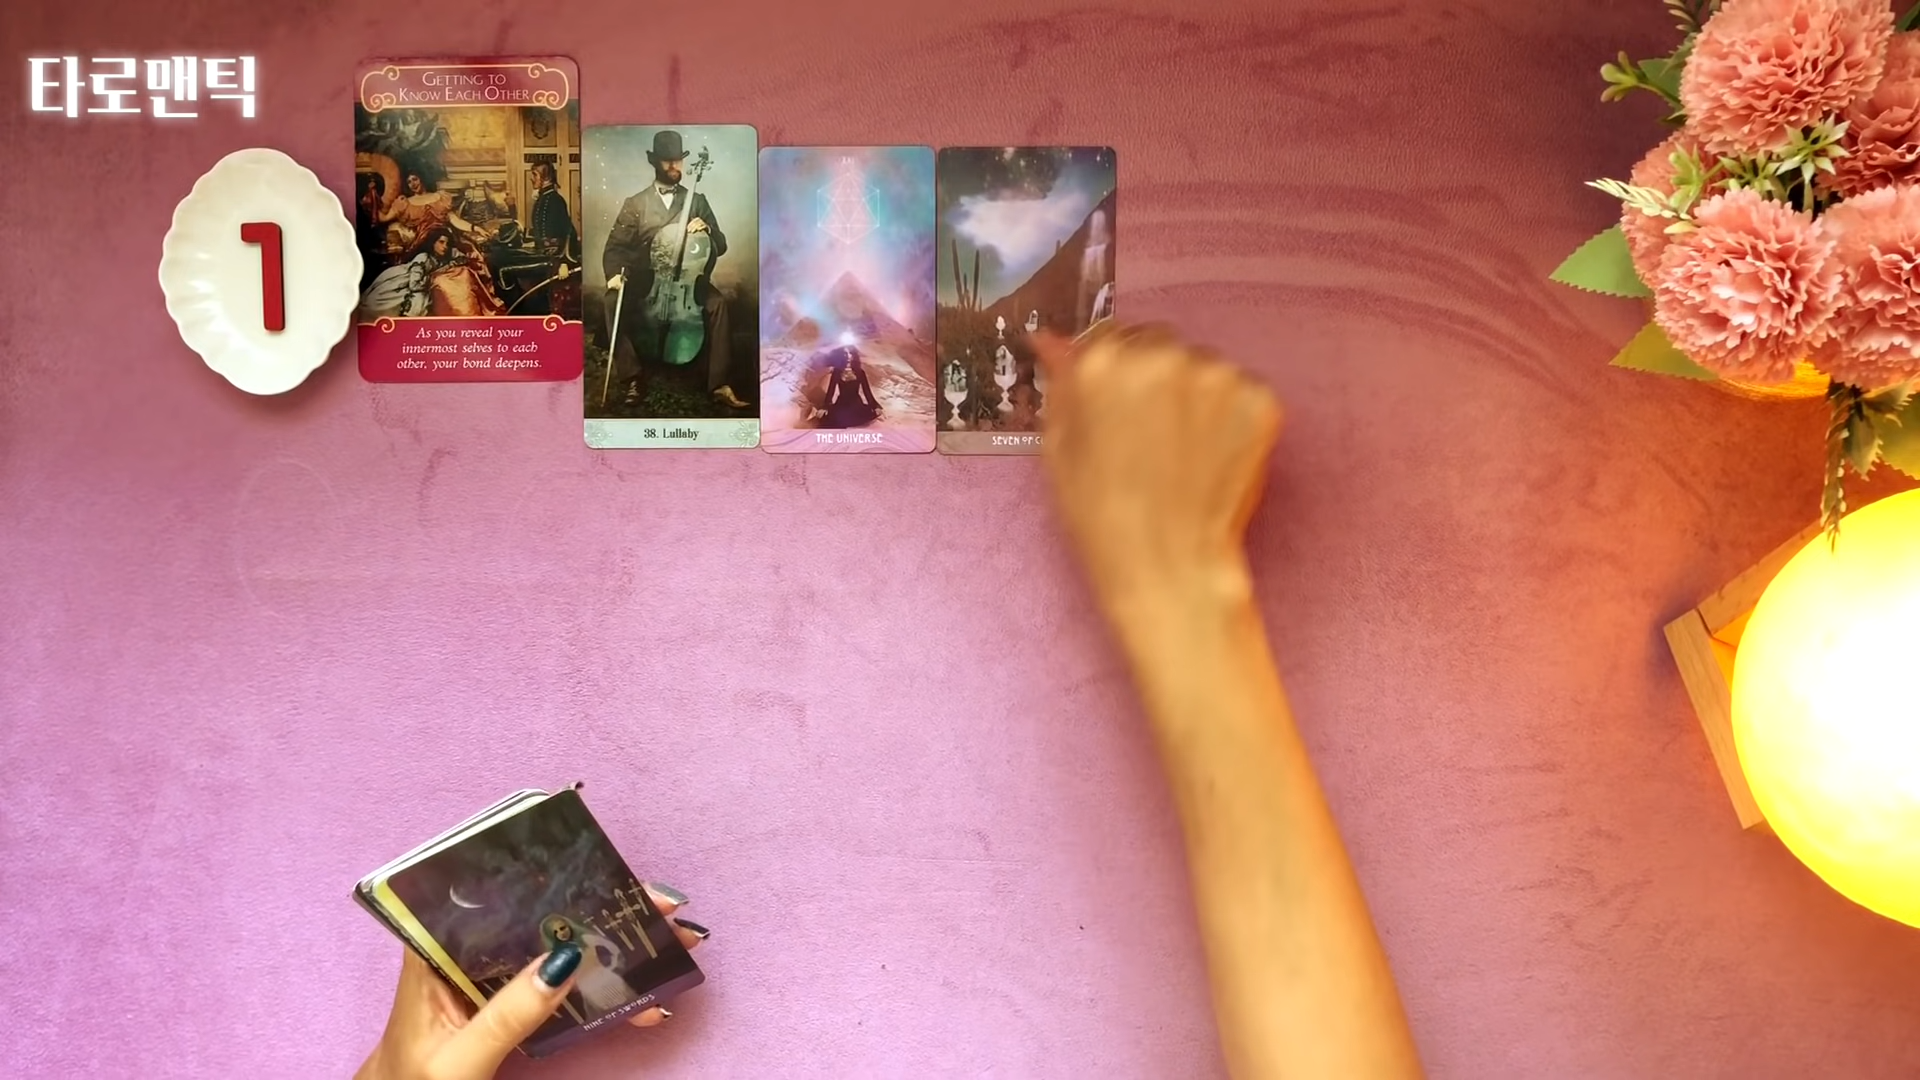 타로맨틱
1
GETTING TO
KNOW EACH OTHER
As you reveal your
innermost selves to each
other, your bond deepens.
38. Lullaby
XXI
THE UNIVERSE
SEVEN OF
NINE OF SWORDS